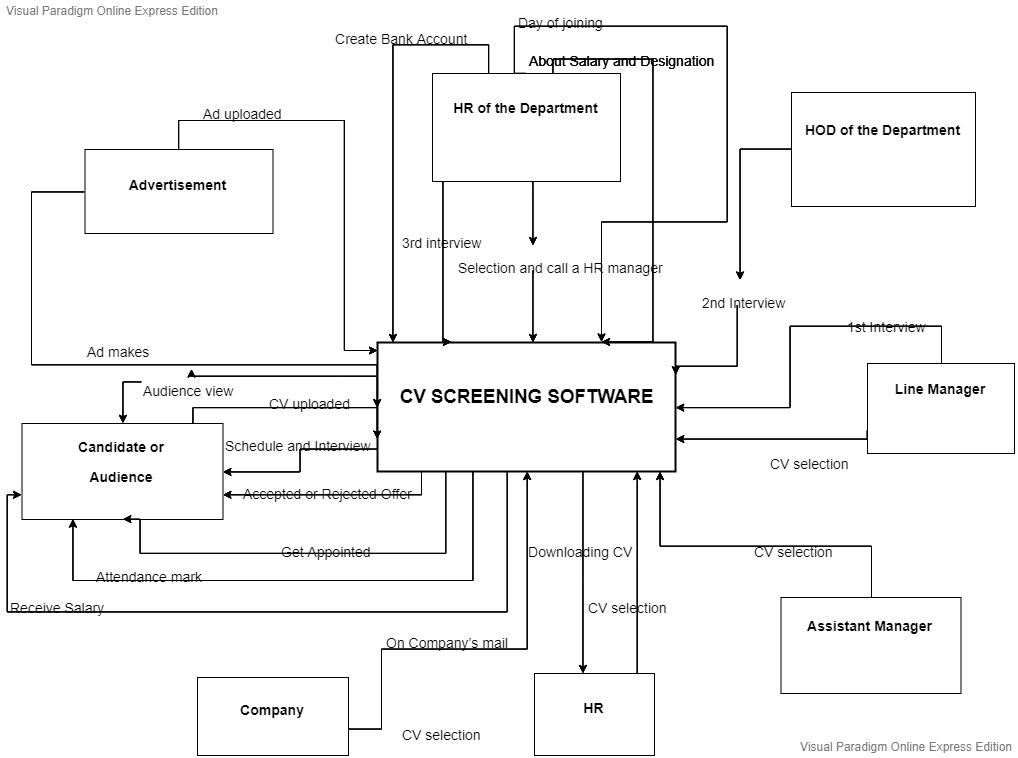 Visual Paradigm Online Express Edition
Day of joining
Create Bank Account
About Salary and Designation
HR of the Department
Ad uploaded
HOD of the Department
Advertisement
3rd interview
Selection and call a HR manager
2nd Interview
1st Interview
Ad makes
Audience view
CV SCREENING SOFTWARE
Line Manager
CV uploaded
Candidate or
Audience
Schedule and Interview
CV selection
Accepted or Rejected Offer
Get Appointed
Downloading CV
CV selection
Attendance mark
Receive Salary
CV selection
Assistant Manager
On Company's mail
Company
HR
CV selection
Visual Paradigm Online Express Edition